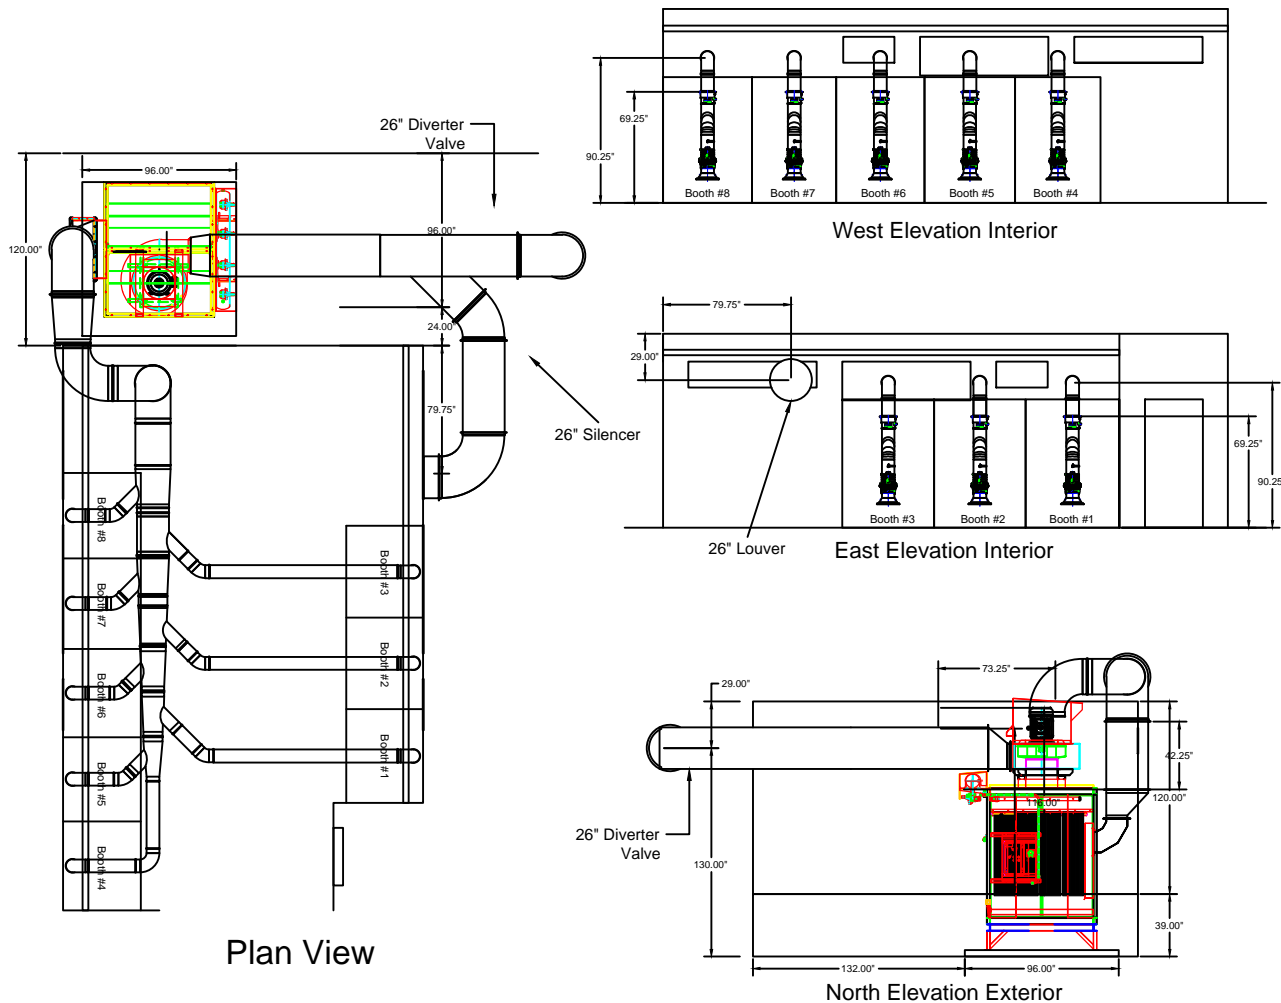 26" Diverter
Valve
96.00"
120.00"
96.00"
24.00"
79.75"
26" Silencer
Booth #8
Booth #7
Booth #6
Booth #5
Booth #4
Booth #3
Booth #2
Booth #1
Plan View
69.25"
90.25"
Booth #8
Booth #7
Booth #6
Booth #5
Booth #4
West Elevation Interior
79.75"
29.00"
69.25"
90.25"
Booth #3
Booth #2
Booth #1
26" Louver
East Elevation Interior
73.25"
29.00"
42.25"
120.00"
116.00"
26" Diverter
Valve
130.00"
39.00"
132.00"
96.00"
North Elevation Exterior